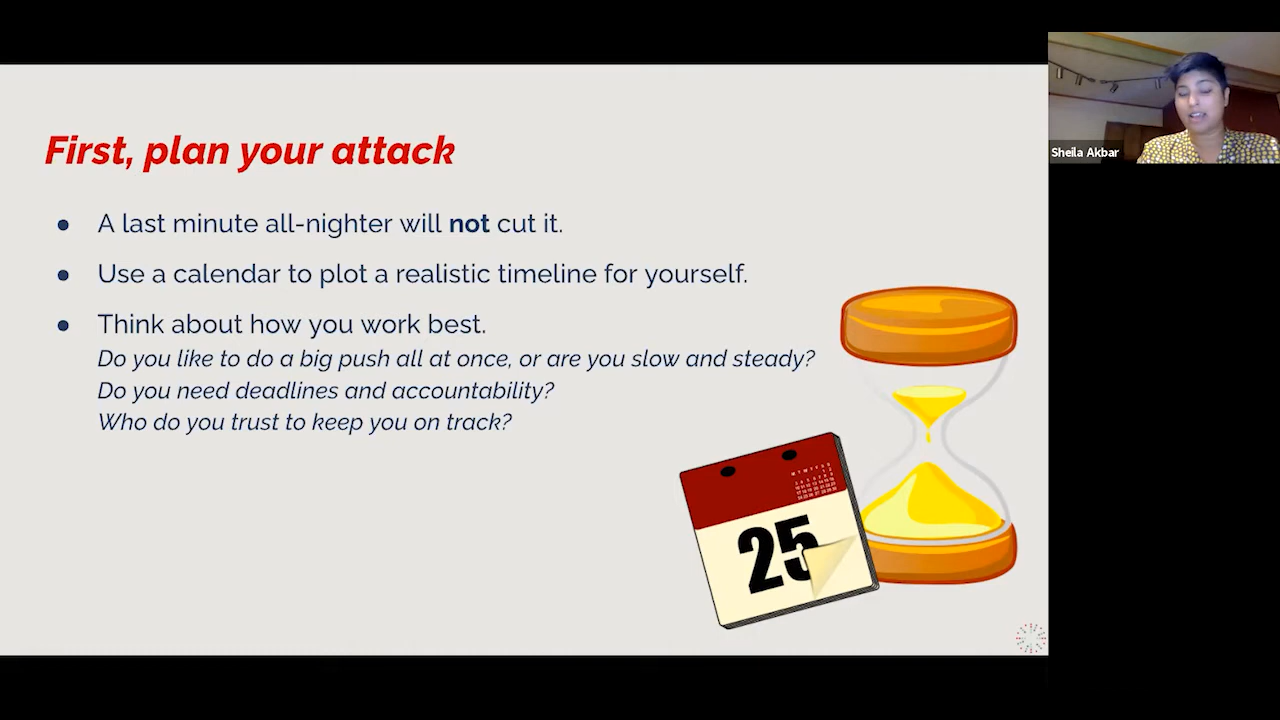 First, plan your attack
● A last minute all-nighter will not cut it.
● Use a calendar to plot a realistic timeline for yourself.
● Think about how you work best.
Do you like to do a big push all at once, or are you slow and steady?
Do you need deadlines and accountability?
Who do you trust to keep you on track?
25
Sheila Akbar